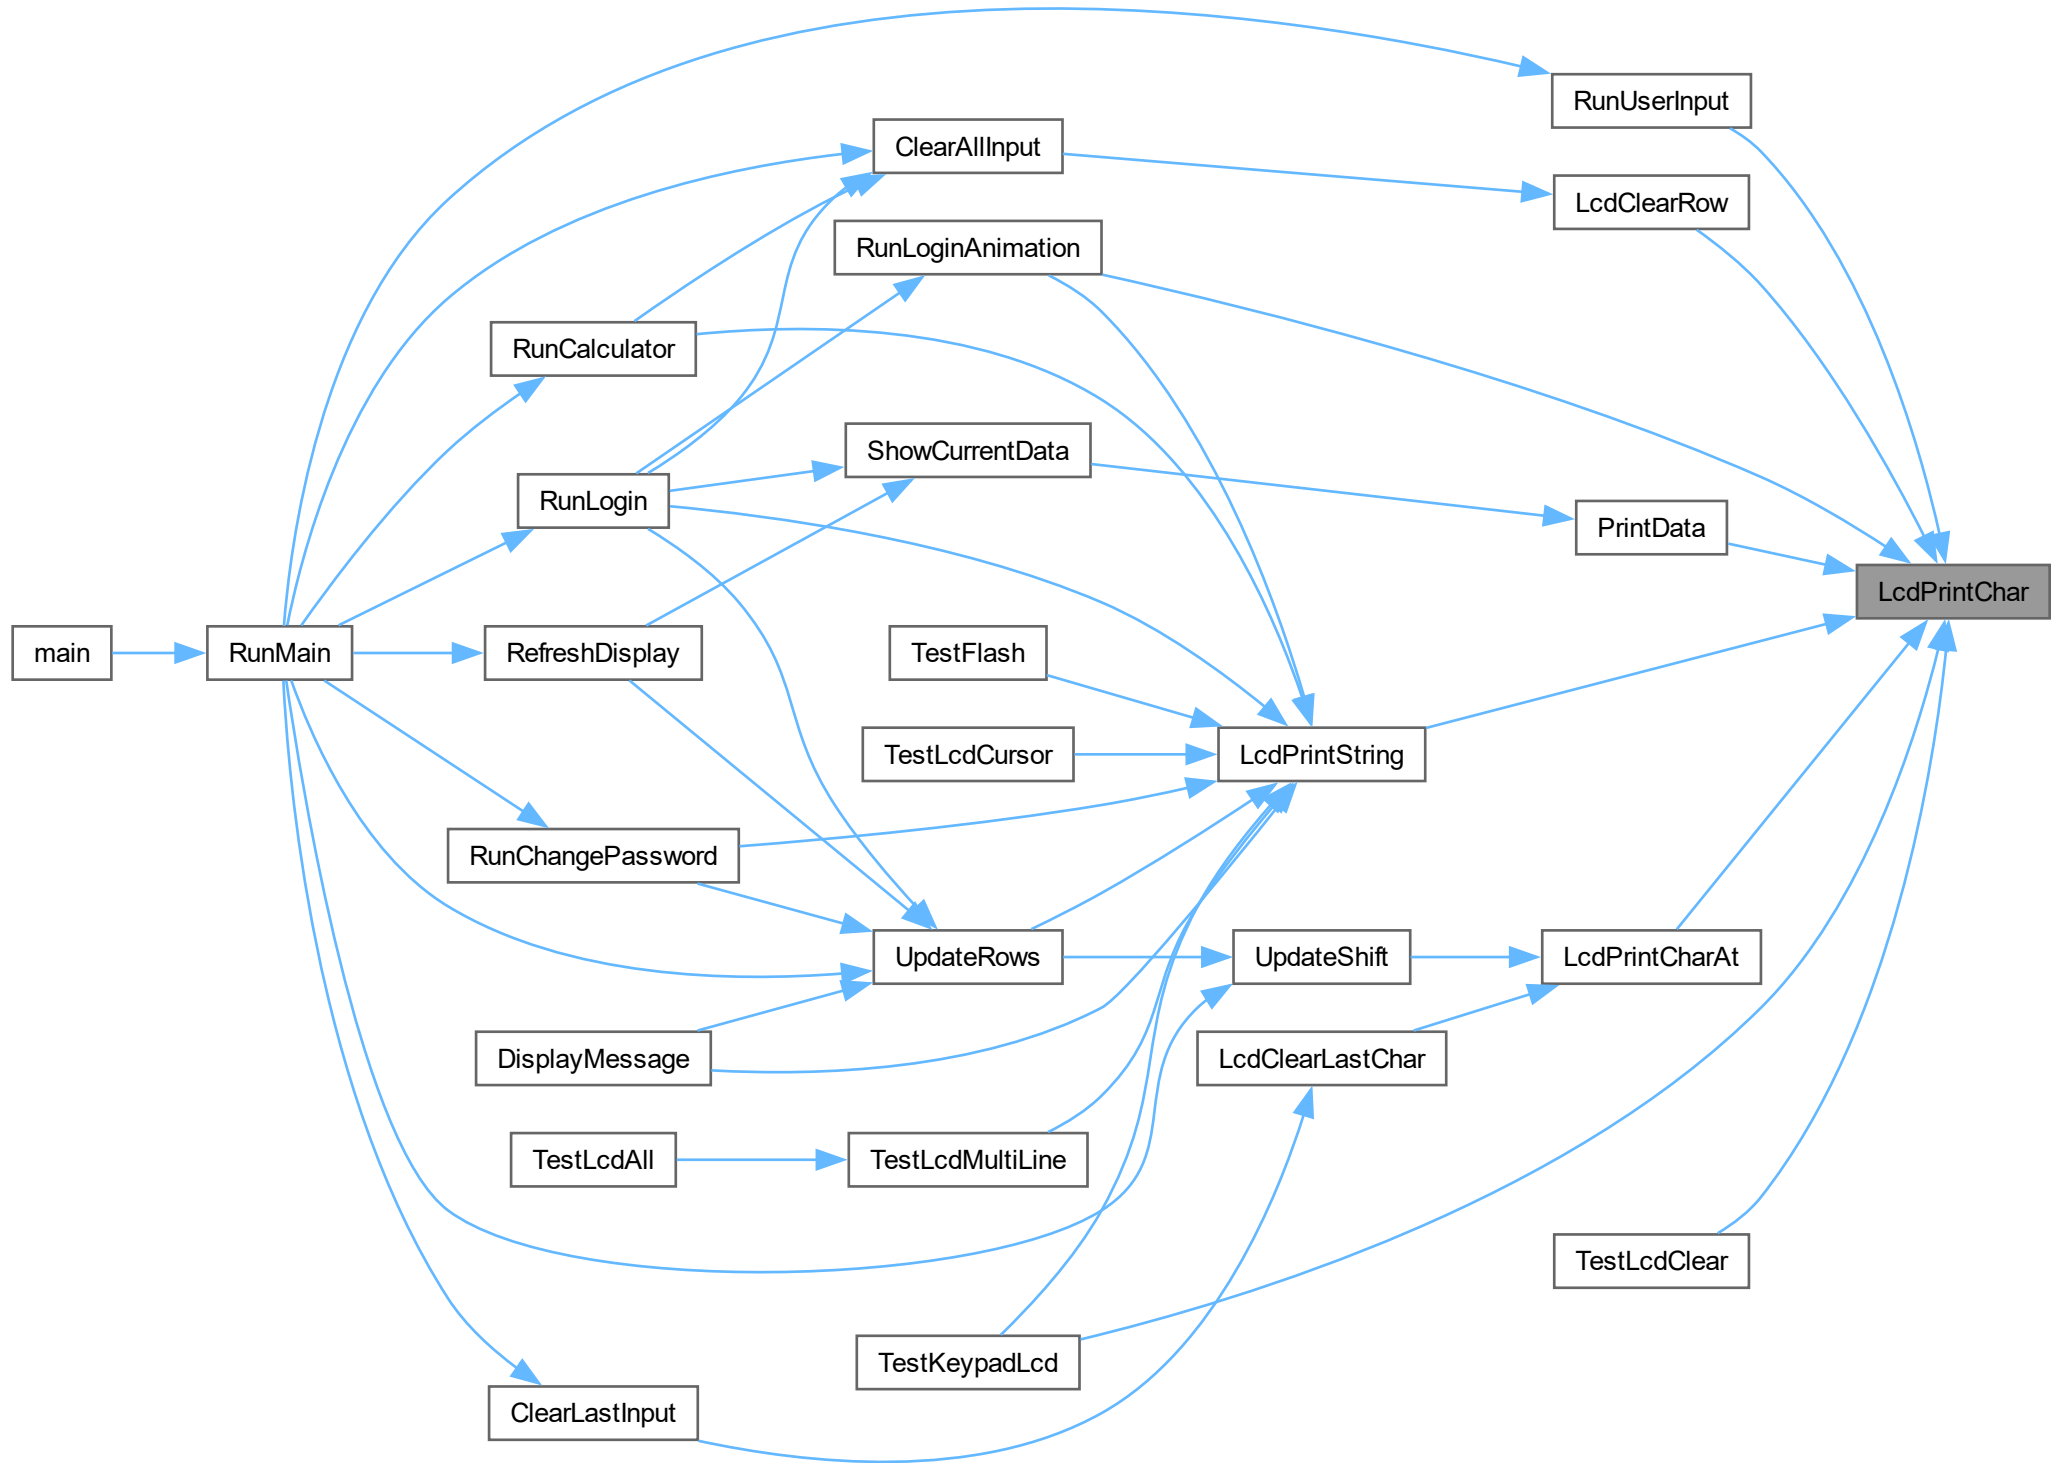 RunUserInput
ClearAllInput
LcdClearRow
RunLoginAnimation
RunCalculator
ShowCurrentData
RunLogin
PrintData
LcdPrintChar
main
RunMain
RefreshDisplay
TestFlash
TestLcdCursor
LcdPrintString
RunChangePassword
UpdateRows
UpdateShift
LcdPrintCharAt
DisplayMessage
LcdClearLastChar
TestLcdAll
TestLcdMultiLine
TestLcdClear
TestKeypadLcd
ClearLastInput